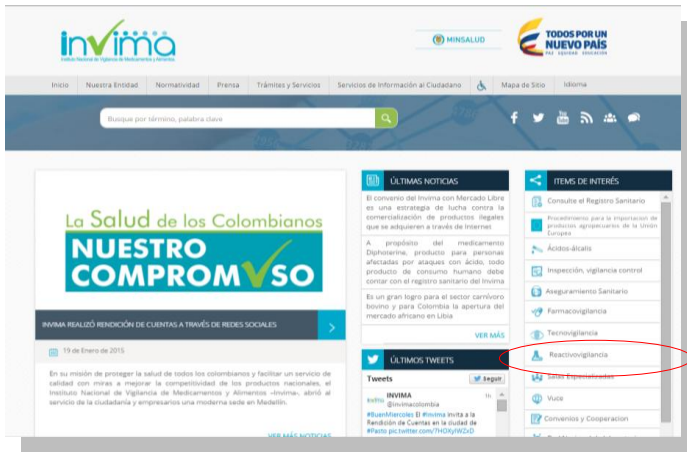 invima
Instituto Nacional de Vigilancia de Medicamentos y Alimentos
MINSALUD
TODOS POR UN
NUEVO PAÍS
PAZ EQUIDAD EDUCACIÓN
Inicio Nuestra Entidad Normatividad Prensa Trámites y Servicios Servicios de Información al Ciudadano Mapa de Sitio Idioma
Busque por término, palabra clave
La Salud de los Colombianos
NUESTRO
COMPROMISO
INVIMA REALIZÓ RENDICIÓN DE CUENTAS A TRAVÉS DE REDES SOCIALES
19 de Enero de 2015
En su misión de proteger la salud de todos los colombianos y facilitar un servicio de
calidad con miras a mejorar la competitividad de los productos nacionales, el
Instituto Nacional de Vigilancia de Medicamentos y Alimentos –Invima–, abrió al
servicio de la ciudadanía y empresarios una moderna sede en Medellín.
VER MÁS NOTICIAS
ÚLTIMAS NOTICIAS
El convenio del Invima con Mercado Libre
es una estrategia de lucha contra la
comercialización de productos ilegales
que se adquieren a través de Internet
A propósito del medicamento
Diphoterine, producto para personas
afectadas por ataques con ácido, todo
producto de consumo humano debe
contar con el registro sanitario del Invima
Es un gran logro para el sector carnívoro
bovino y para Colombia la apertura del
mercado africano en Libia
VER MÁS
ÚLTIMOS TWEETS
Tweets Seguir
INVIMA 1h
@invimacolombia
#BuenMiercoles El #Invima invita a la
Rendición de Cuentas en la ciudad de
#Pasto pic.twitter.com/7HOKyIWZxD
ITEMS DE INTERÉS
Consulte el Registro Sanitario
Procedimiento para la importacion de
productos agropecuarios de la Unión
Europea
Ácidos-álcalis
Inspección, vigilancia control
Aseguramiento Sanitario
Farmacovigilancia
Tecnovigilancia
Reactivovigilancia
Salas Especializadas
Vuce
Convenios y Cooperacion